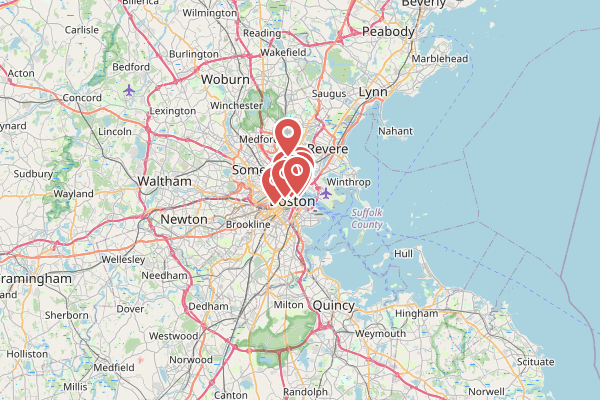 Beverly
Billerica
Wilmington
Carlisle
Reading
Peabody
Wakefield
Burlington
Marblehead
Bedford
Acton
Woburn
Saugus
Lynn
Concord
Winchester
Lexington
Lincoln
Nahant
Medford
Revere
Sudbury
Waltham
Winthrop
Wayland
Boston
Newton
Suffolk
County
Brookline
Wellesley
Hull
Needham
Framingham
Sherborn
Dover
Dedham
Milton
Quincy
Hingham
Weymouth
Westwood
Holliston
Norwood
Scituate
Medfield
Millis
Canton
Randolph
Norwell